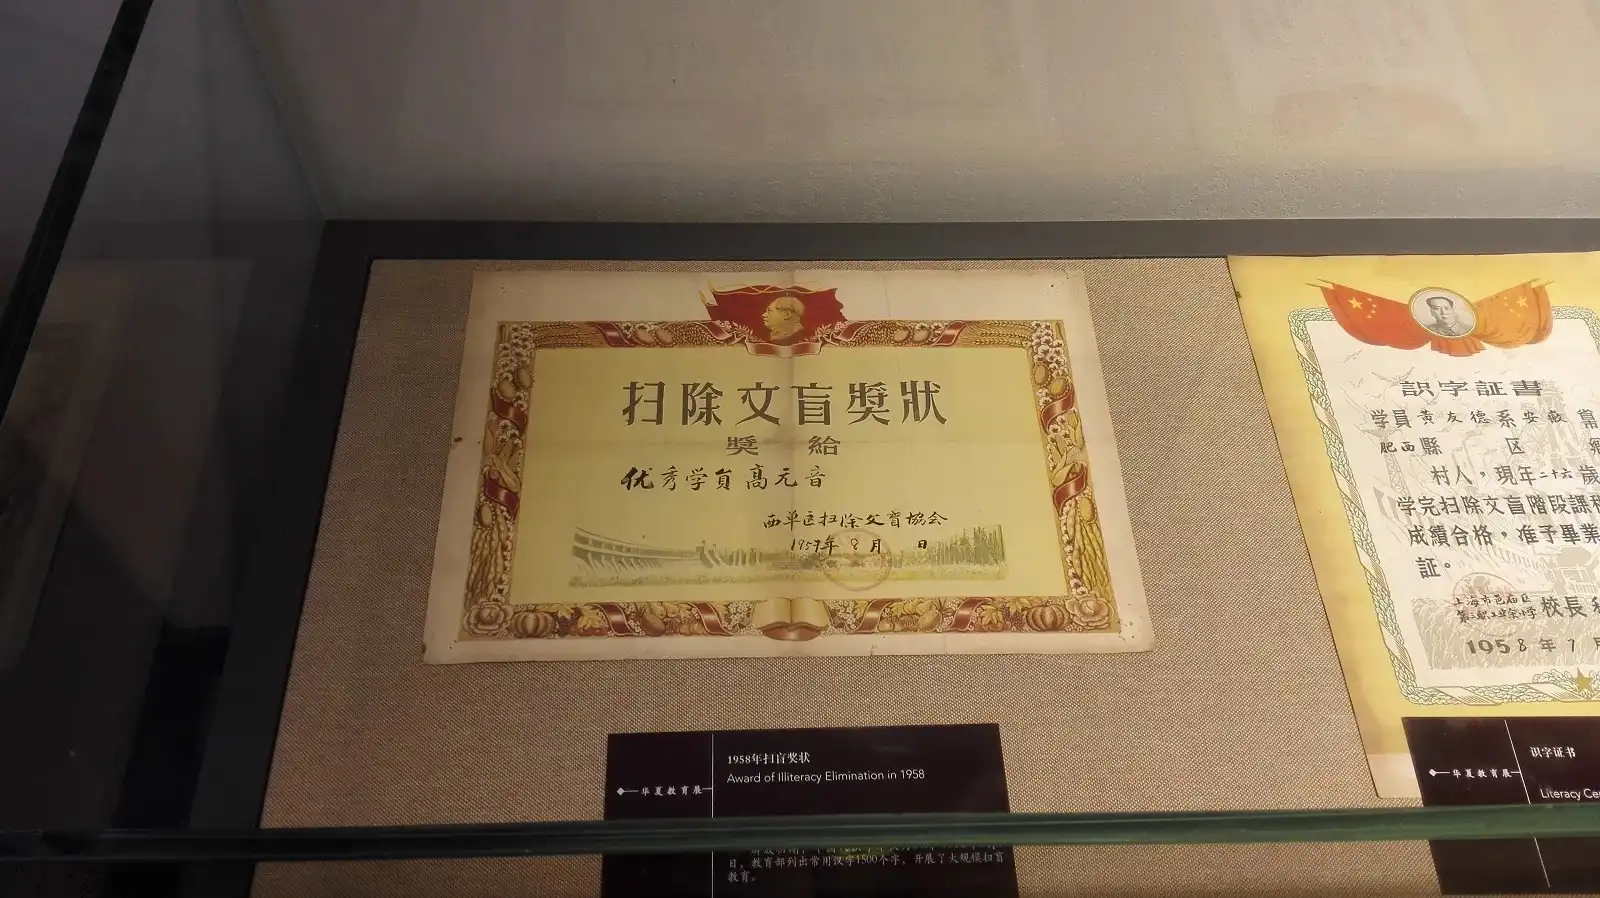 扫除文盲奬狀
奬給
优秀学員高元音
西单区扫除文盲協会
1959年8月 日
識字証書
学員黄友德系安徽
肥西縣 区
村人，現年二十六歲
学完扫除文盲階段課
成績合格，准予畢業
証。
校長
1958年7月
1958年扫盲奖状
Award of Illiteracy Elimination in 1958
华夏教育展
日，教育部列出常用汉字1500个字，开展了大规模扫盲
教育。
识字证书
Literacy Ce
华夏教育展